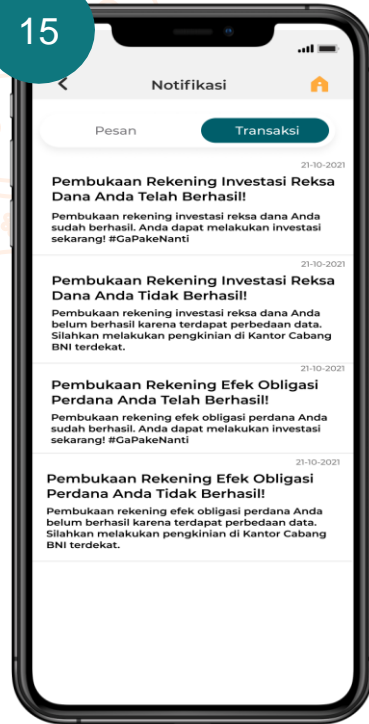 15
Notifikasi
Pesan
Transaksi
21-10-2021
Pembukaan Rekening Investasi Reksa
Dana Anda Telah Berhasil!
Pembukaan rekening investasi reksa dana Anda
sudah berhasil. Anda dapat melakukan investasi
sekarang! #GaPakeNanti
21-10-2021
Pembukaan Rekening Investasi Reksa
Dana Anda Tidak Berhasil!
Pembukaan rekening investasi reksa dana Anda
belum berhasil karena terdapat perbedaan data.
Silahkan melakukan pengkinian di Kantor Cabang
BNI terdekat.
21-10-2021
Pembukaan Rekening Efek Obligasi
Perdana Anda Telah Berhasil!
Pembukaan rekening efek obligasi perdana Anda
sudah berhasil. Anda dapat melakukan investasi
sekarang! #GaPakeNanti
21-10-2021
Pembukaan Rekening Efek Obligasi
Perdana Anda Tidak Berhasil!
Pembukaan rekening efek obligasi perdana Anda
belum berhasil karena terdapat perbedaan data.
Silahkan melakukan pengkinian di Kantor Cabang
BNI terdekat.